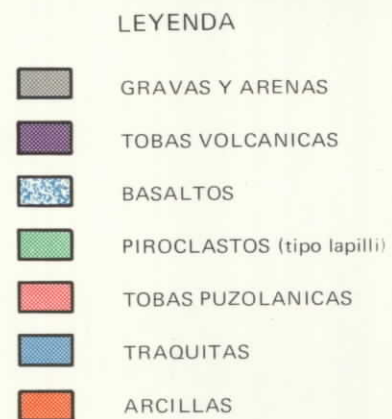 LEYENDA
GRAVAS Y ARENAS
TOBAS VOLCANICAS
BASALTOS
PIROCLASTOS (tipo lapilli)
TOBAS PUZOLANICAS
TRAQUITAS
ARCILLAS